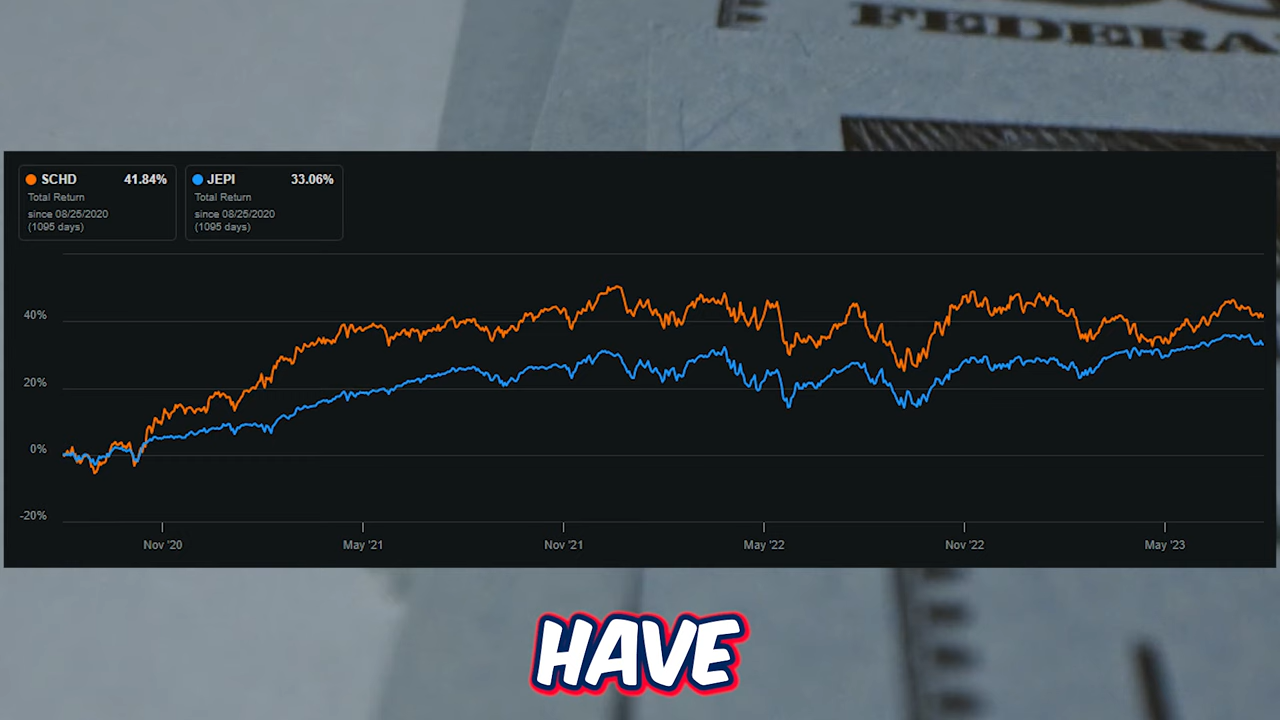 FEDERA
SCHD 41.84%
Total Return
since 08/25/2020
(1095 days)
JEPI 33.06%
Total Return
since 08/25/2020
(1095 days)
40%
20%
0%
-20%
Nov '20 May '21 Nov '21 May '22 Nov '22 May '23
HAVE